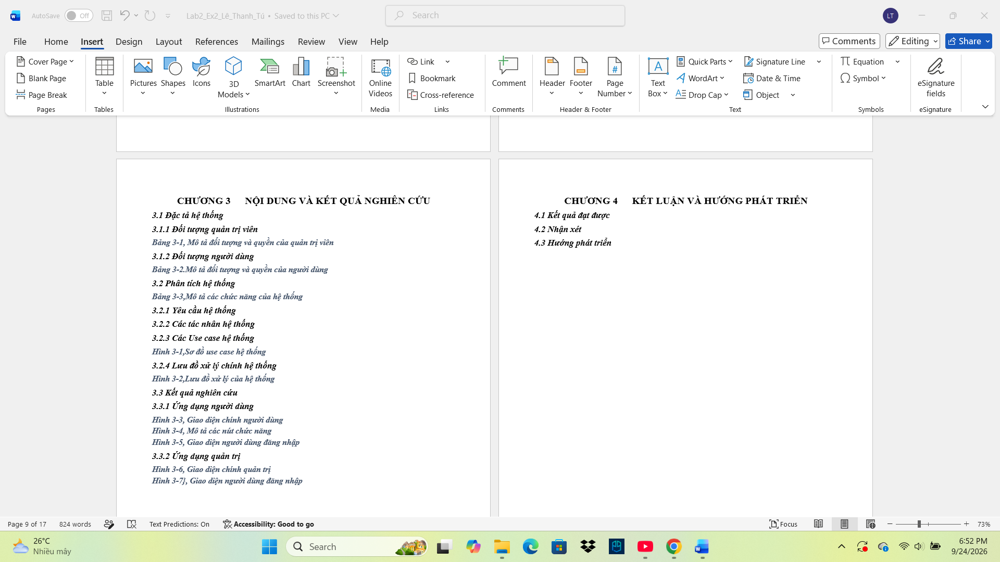 AutoSave Off Lab2_Ex2_Lê_Thanh_Tú • Saved to this PC Search LT
File Home Insert Design Layout References Mailings Review View Help Comments Editing Share
Cover Page
Blank Page
Page Break
Pages
Table
Tables
Pictures
Shapes
Icons
3D Models
SmartArt
Chart
Screenshot
Illustrations
Online Videos
Media
Link
Bookmark
Cross-reference
Links
Comment
Comments
Header
Footer
Page Number
Header & Footer
Text Box
Quick Parts
WordArt
Drop Cap
Signature Line
Date & Time
Object
Text
Equation
Symbol
Symbols
eSignature fields
eSignature
CHƯƠNG 3 NỘI DUNG VÀ KẾT QUẢ NGHIÊN CỨU
3.1 Đặc tả hệ thống
3.1.1 Đối tượng quản trị viên
Bảng 3-1, Mô tả đối tượng và quyền của quản trị viên
3.1.2 Đối tượng người dùng
Bảng 3-2.Mô tả đối tượng và quyền của người dùng
3.2 Phân tích hệ thống
Bảng 3-3,Mô tả các chức năng của hệ thống
3.2.1 Yêu cầu hệ thống
3.2.2 Các tác nhân hệ thống
3.2.3 Các Use case hệ thống
Hình 3-1,Sơ đồ use case hệ thống
3.2.4 Lưu đồ xử lý chính hệ thống
Hình 3-2,Lưu đồ xử lý của hệ thống
3.3 Kết quả nghiên cứu
3.3.1 Ứng dụng người dùng
Hình 3-3, Giao diện chính người dùng
Hình 3-4, Mô tả các nút chức năng
Hình 3-5, Giao diện người dùng đăng nhập
3.3.2 Ứng dụng quản trị
Hình 3-6, Giao diện chính quản trị
Hình 3-7}, Giao diện người dùng đăng nhập
CHƯƠNG 4 KẾT LUẬN VÀ HƯỚNG PHÁT TRIỂN
4.1 Kết quả đạt được
4.2 Nhận xét
4.3 Hướng phát triển
Page 9 of 17 824 words Text Predictions: On Accessibility: Good to go Focus 73%
26°C
Nhiều mây
Search
6:52 PM
9/24/2026